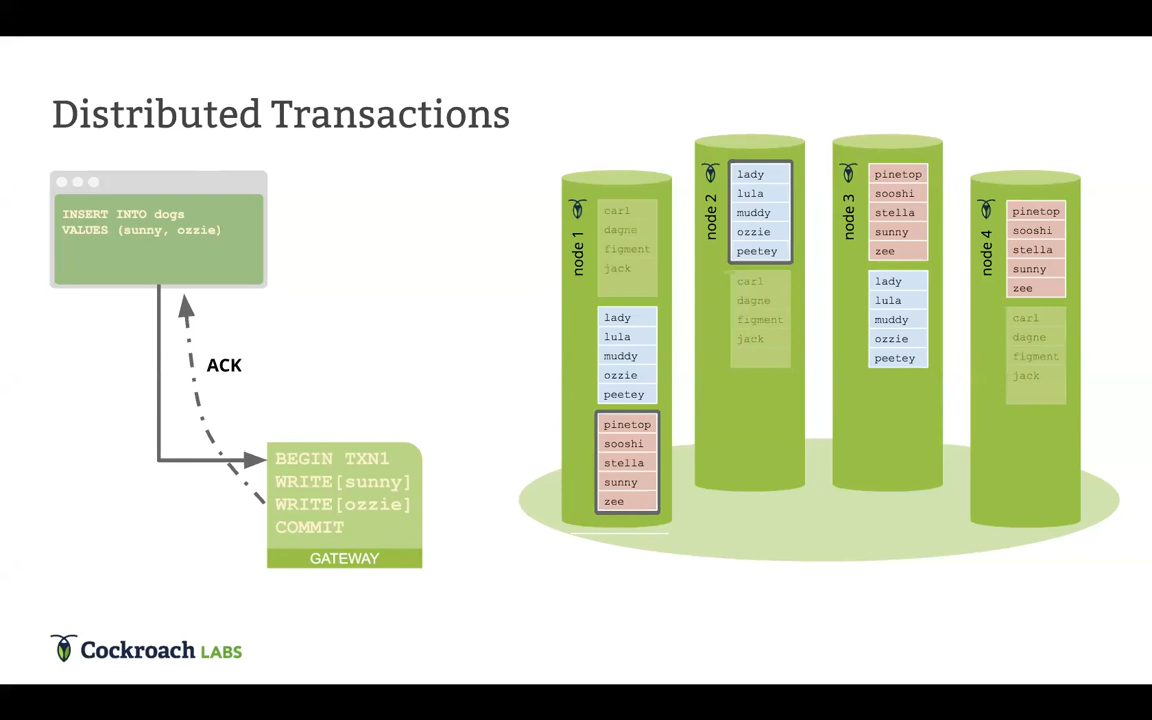 Distributed Transactions
INSERT INTO dogs
VALUES (sunny, ozzie)
ACK
BEGIN TXN1
WRITE[sunny]
WRITE[ozzie]
COMMIT
GATEWAY
node 1
carl
dagne
figment
jack
lady
lula
muddy
ozzie
peetey
pinetop
sooshi
stella
sunny
zee
node 2
lady
lula
muddy
ozzie
peetey
carl
dagne
figment
jack
node 3
pinetop
sooshi
stella
sunny
zee
lady
lula
muddy
ozzie
peetey
node 4
pinetop
sooshi
stella
sunny
zee
carl
dagne
figment
jack
Cockroach LABS